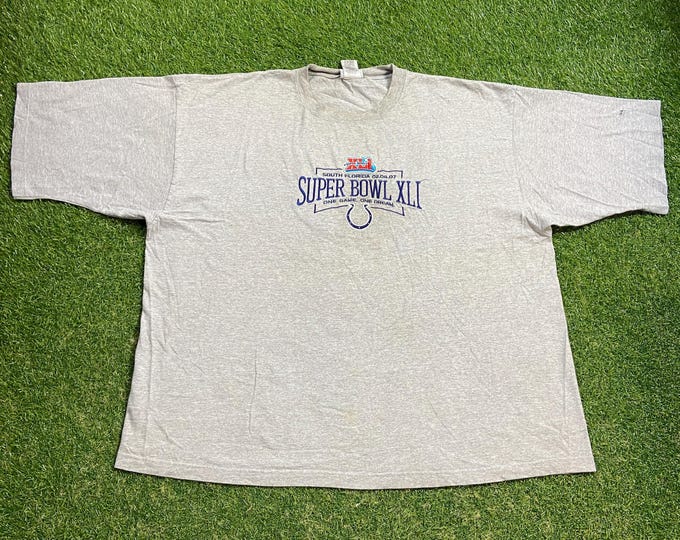 XLI
SOUTH FLORIDA 02.04.07
SUPER BOWL XLI
ONE GAME. ONE DREAM.